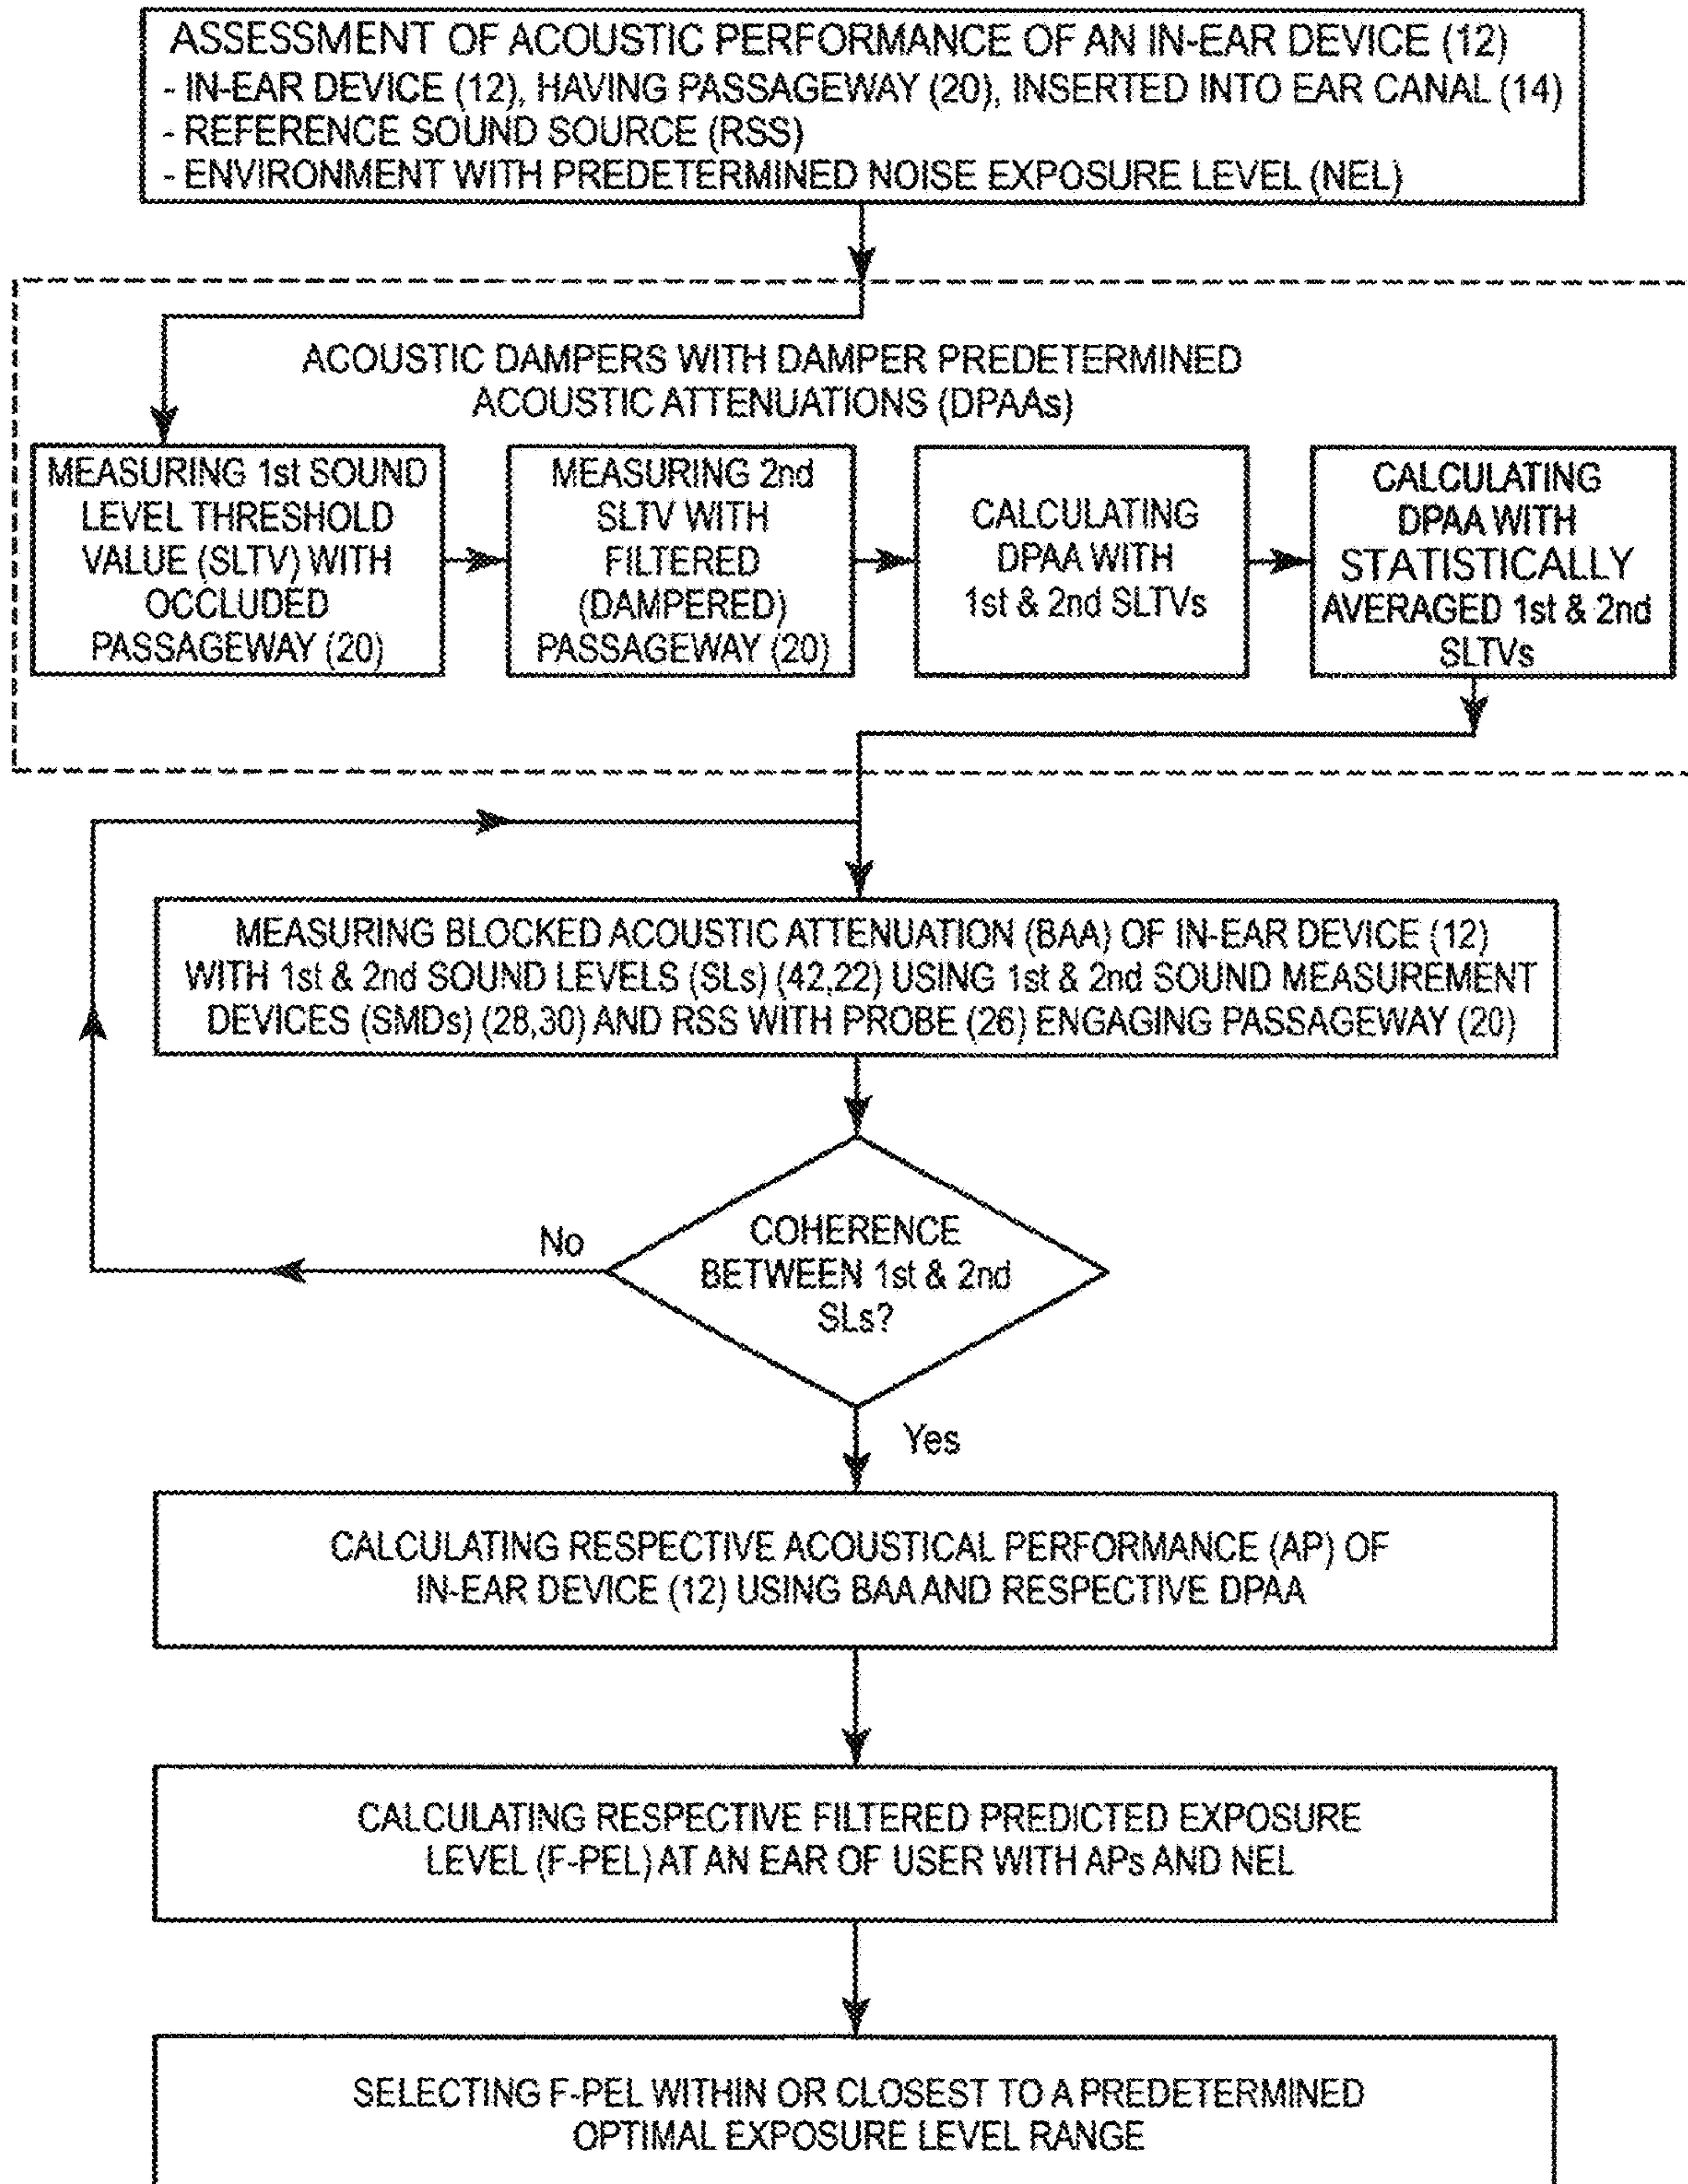 ASSESSMENT OF ACOUSTIC PERFORMANCE OF AN IN-EAR DEVICE (12)
- IN-EAR DEVICE (12), HAVING PASSAGEWAY (20), INSERTED INTO EAR CANAL (14)
- REFERENCE SOUND SOURCE (RSS)
- ENVIRONMENT WITH PREDETERMINED NOISE EXPOSURE LEVEL (NEL)
ACOUSTIC DAMPERS WITH DAMPER PREDETERMINED
ACOUSTIC ATTENUATIONS (DPAAs)
MEASURING 1st SOUND
LEVEL THRESHOLD
VALUE (SLTV) WITH
OCCLUDED
PASSAGEWAY (20)
MEASURING 2nd
SLTV WITH
FILTERED
(DAMPERED)
PASSAGEWAY (20)
CALCULATING
DPAA WITH
1st & 2nd SLTVs
CALCULATING
DPAA WITH
STATISTICALLY
AVERAGED 1st & 2nd
SLTVs
MEASURING BLOCKED ACOUSTIC ATTENUATION (BAA) OF IN-EAR DEVICE (12)
WITH 1st & 2nd SOUND LEVELS (SLs) (42,22) USING 1st & 2nd SOUND MEASUREMENT
DEVICES (SMDs) (28,30) AND RSS WITH PROBE (26) ENGAGING PASSAGEWAY (20)
COHERENCE
BETWEEN 1st & 2nd
SLs?
No
Yes
CALCULATING RESPECTIVE ACOUSTICAL PERFORMANCE (AP) OF
IN-EAR DEVICE (12) USING BAA AND RESPECTIVE DPAA
CALCULATING RESPECTIVE FILTERED PREDICTED EXPOSURE
LEVEL (F-PEL) AT AN EAR OF USER WITH APs AND NEL
SELECTING F-PEL WITHIN OR CLOSEST TO A PREDETERMINED
OPTIMAL EXPOSURE LEVEL RANGE